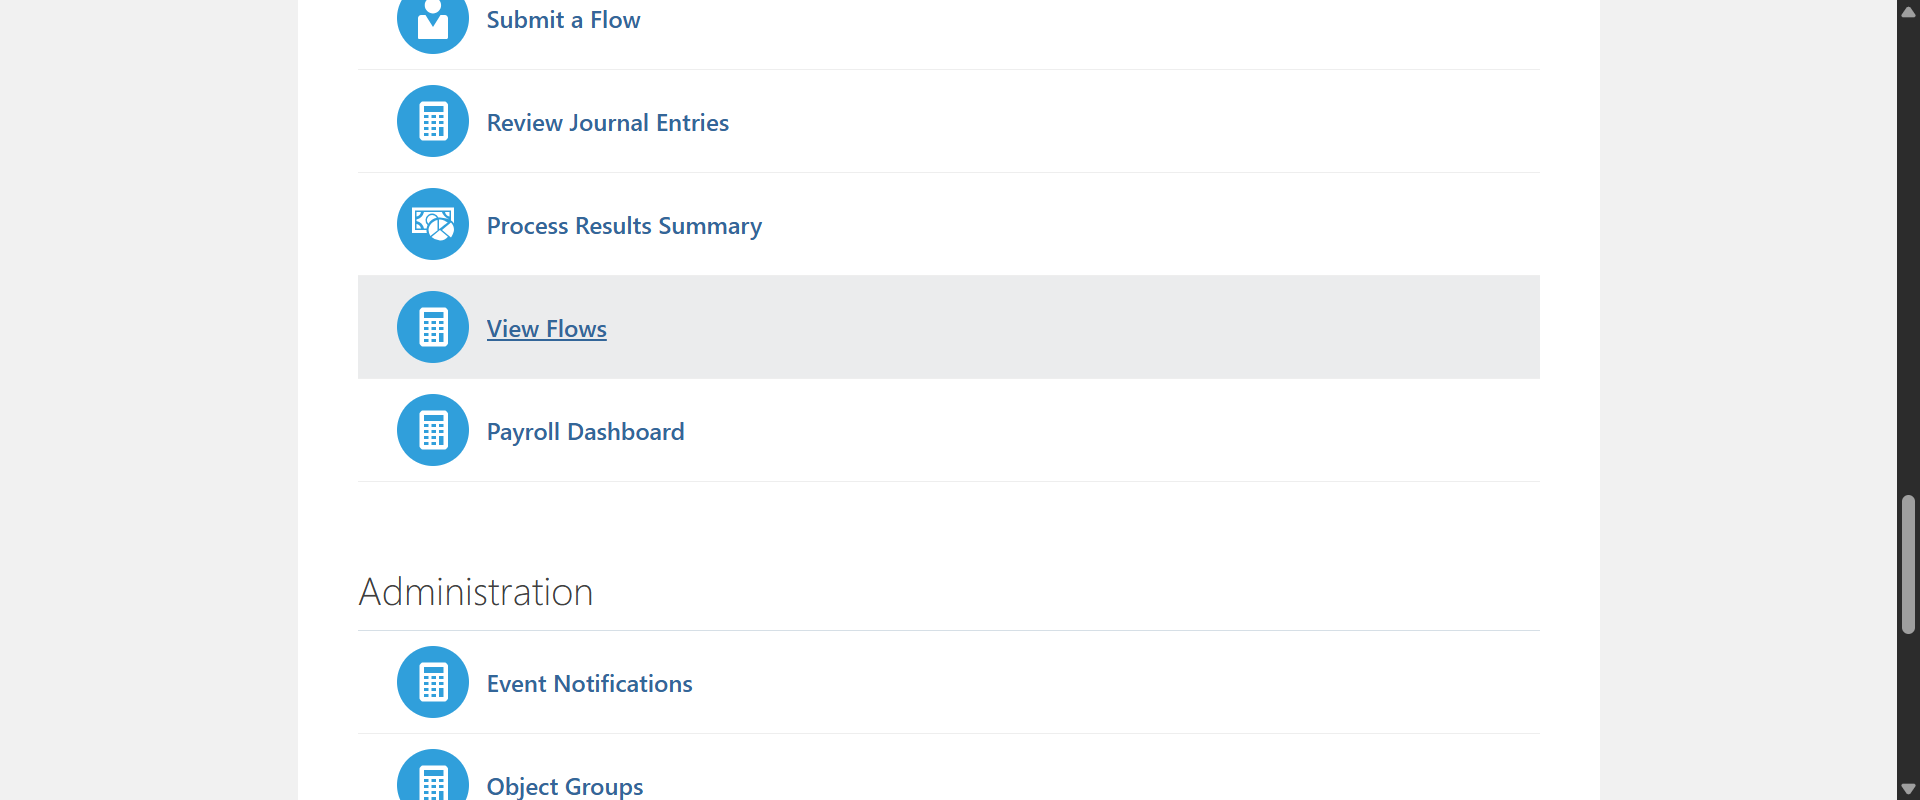 Submit a Flow
Review Journal Entries
Process Results Summary
View Flows
Payroll Dashboard
Administration
Event Notifications
Object Groups